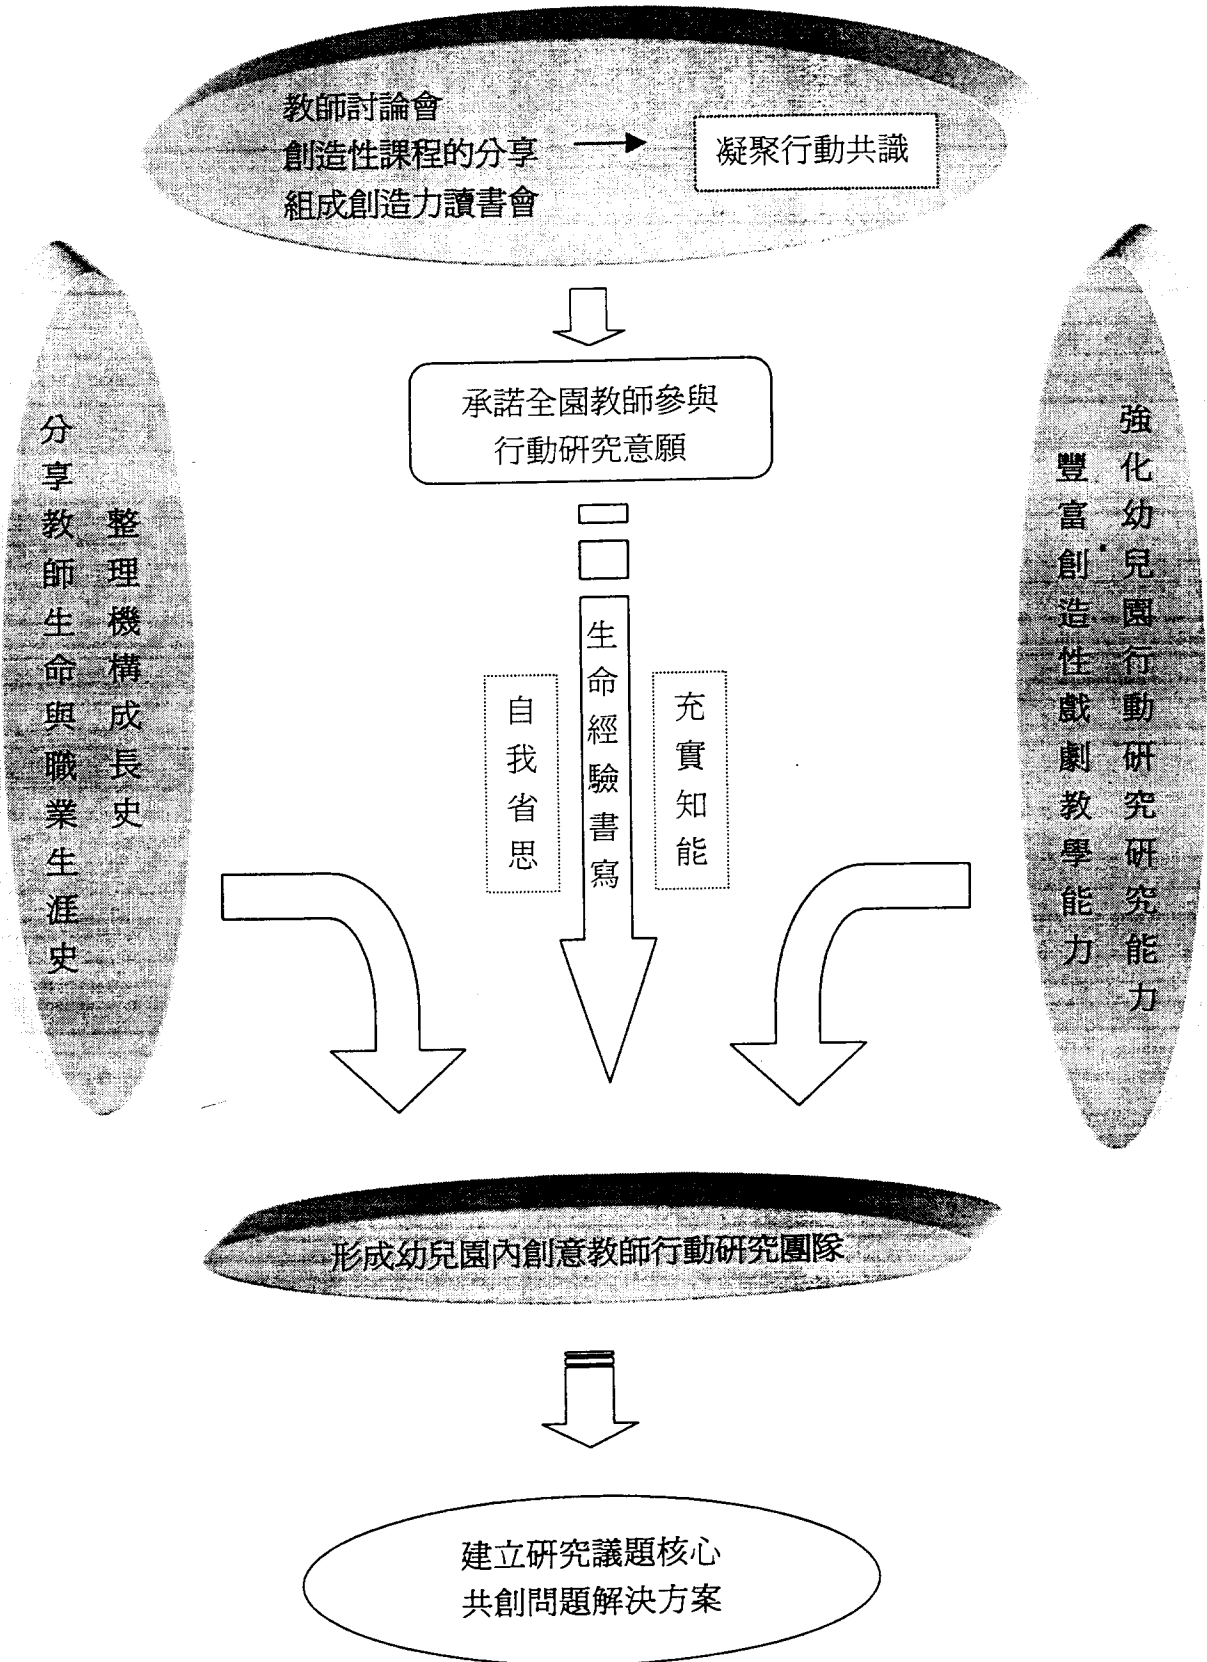 教師討論會
創造性課程的分享
組成創造力讀書會
凝聚行動共識
承諾全園教師參與
行動研究意願
分享教師生命與職業生涯史
整理機構成長史
自我省思
生命經驗書寫
充實知能
豐富創造性戲劇教學能力
強化幼兒園行動研究研究能力
形成幼兒園內創意教師行動研究團隊
建立研究議題核心
共創問題解決方案